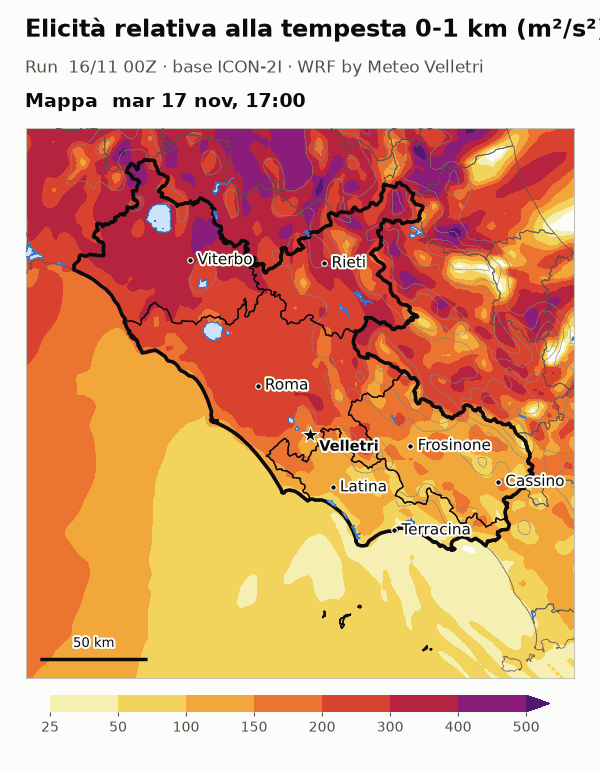 Elicità relativa alla tempesta 0-1 km (m²/s²)
Run 16/11 00Z · base ICON-2I · WRF by Meteo Velletri
Mappa mar 17 nov, 17:00
Viterbo
Rieti
Roma
Velletri
Frosinone
Cassino
Latina
Terracina
50 km
25 50 100 150 200 300 400 500